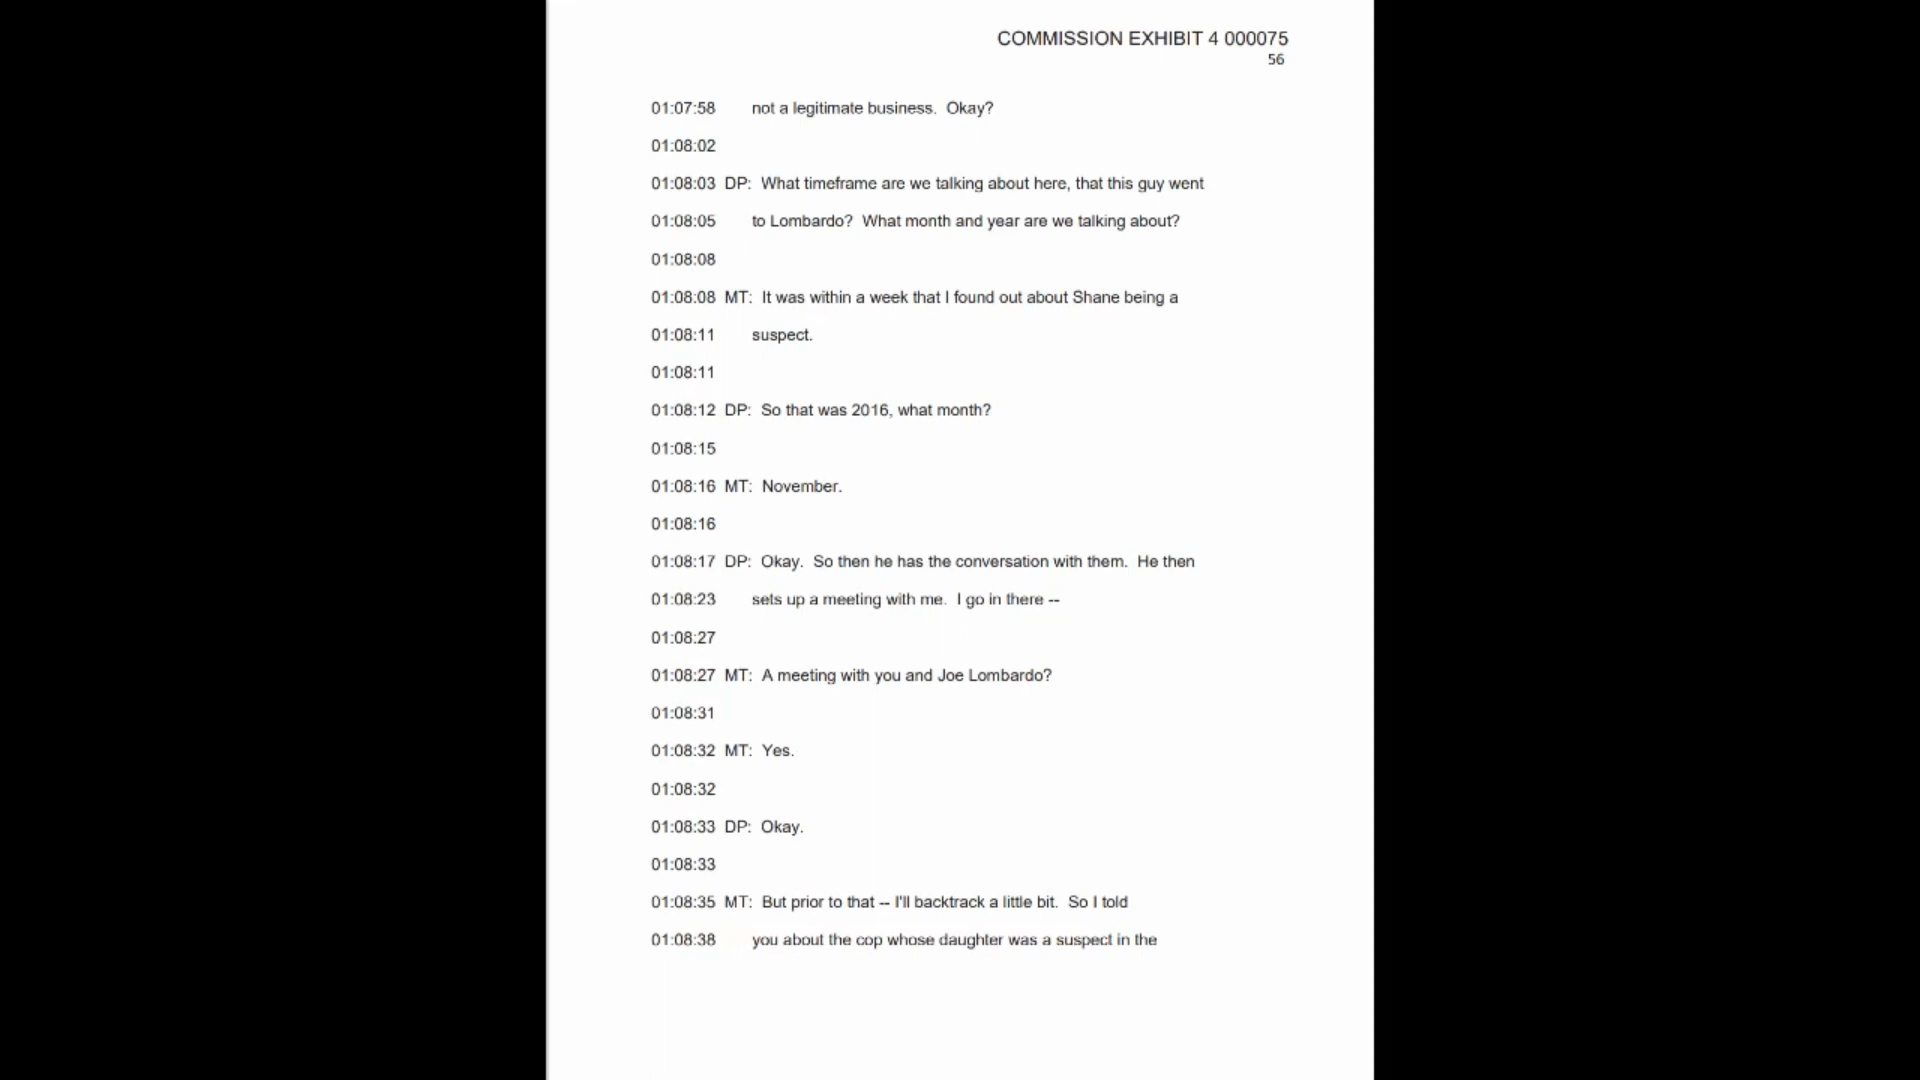 COMMISSION EXHIBIT 4 000075
56
01:07:58 not a legitimate business. Okay?
01:08:02
01:08:03 DP: What timeframe are we talking about here, that this guy went
01:08:05 to Lombardo? What month and year are we talking about?
01:08:08
01:08:08 MT: It was within a week that I found out about Shane being a
01:08:11 suspect.
01:08:11
01:08:12 DP: So that was 2016, what month?
01:08:15
01:08:16 MT: November.
01:08:16
01:08:17 DP: Okay. So then he has the conversation with them. He then
01:08:23 sets up a meeting with me. I go in there --
01:08:27
01:08:27 MT: A meeting with you and Joe Lombardo?
01:08:31
01:08:32 MT: Yes.
01:08:32
01:08:33 DP: Okay.
01:08:33
01:08:35 MT: But prior to that -- I'll backtrack a little bit. So I told
01:08:38 you about the cop whose daughter was a suspect in the